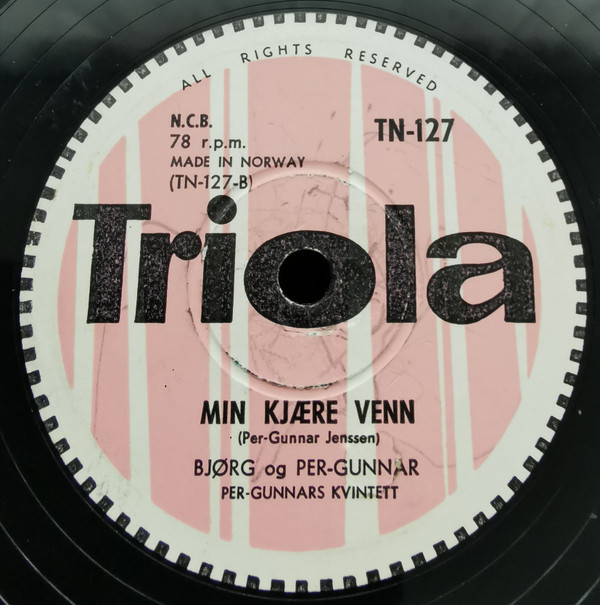 ALL RIGHTS RESERVED
N.C.B.
78 r.p.m.
MADE IN NORWAY
(TN-127-B)
TN-127
Triola
MIN KJÆRE VENN
(Per-Gunnar Jenssen)
BJØRG og PER-GUNNAR
PER-GUNNARS KVINTETT